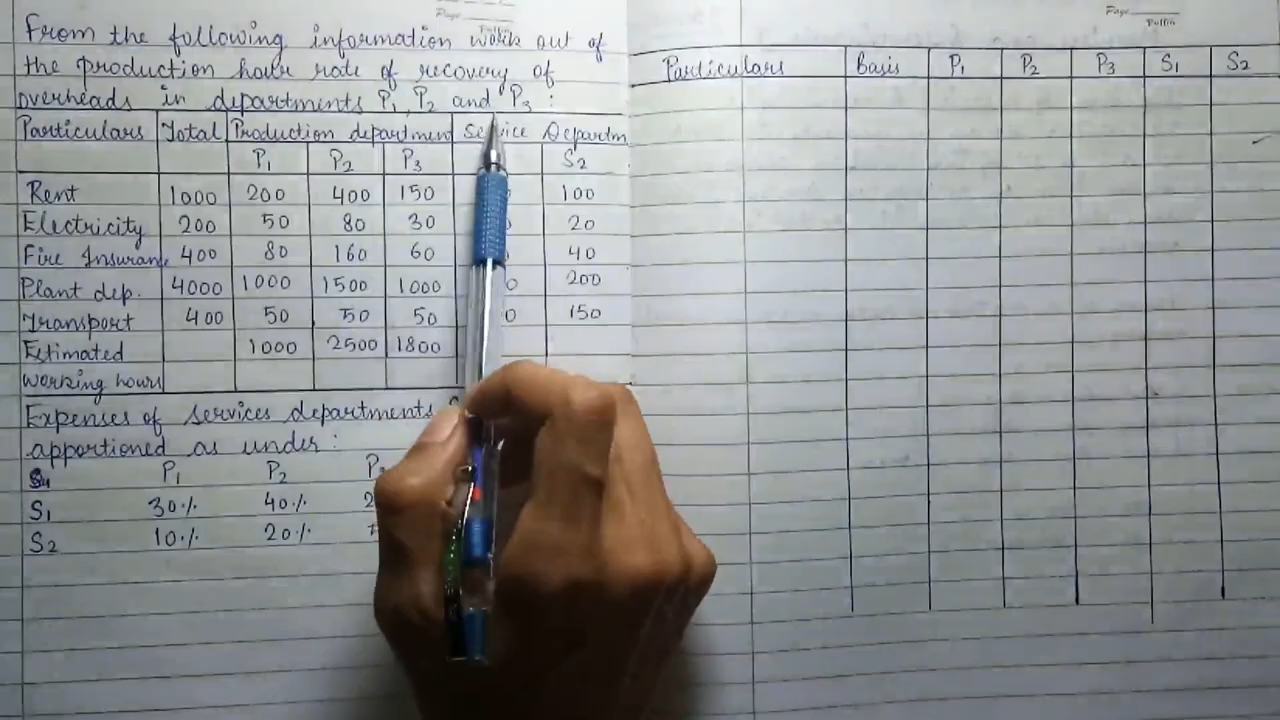 Page
Page
Puffin
Puffin
From the following information work out of
the production hour rate of recovery of
overheads in departments P1, P2 and P3 :
Particulars Total Production department Service Departm
P1 P2 P3 S2
Rent 1000 200 400 150 100
Electricity 200 50 80 30 20
Fire Insurance 400 80 160 60 40
Plant dep. 4000 1000 1500 1000 200
Transport 400 50 50 50 150
Estimated 1000 2500 1800
working hours
Expenses of services departments
apportioned as under :
P1 P2
S1 30% 40%
S2 10% 20%
Particulars Basis P1 P2 P3 S1 S2